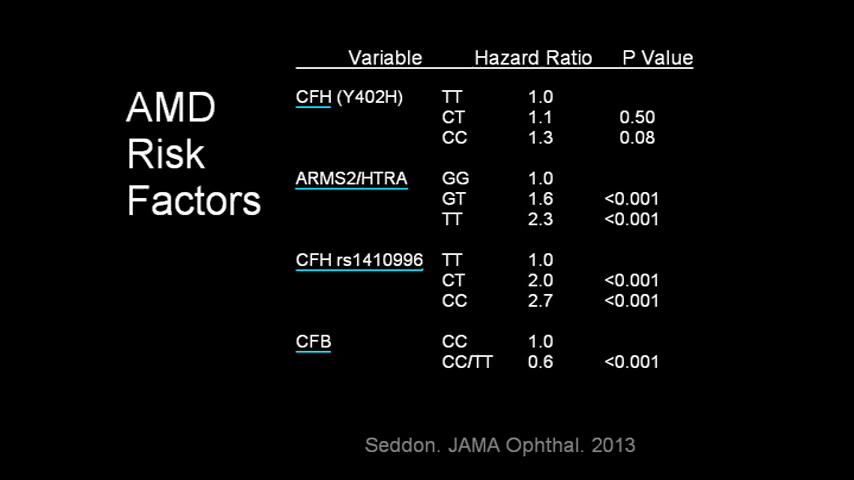 AMD
Risk
Factors
Variable Hazard Ratio P Value
CFH (Y402H) TT 1.0
CT 1.1 0.50
CC 1.3 0.08
ARMS2/HTRA GG 1.0
GT 1.6 <0.001
TT 2.3 <0.001
CFH rs1410996 TT 1.0
CT 2.0 <0.001
CC 2.7 <0.001
CFB CC 1.0
CC/TT 0.6 <0.001
Seddon. JAMA Ophthal. 2013